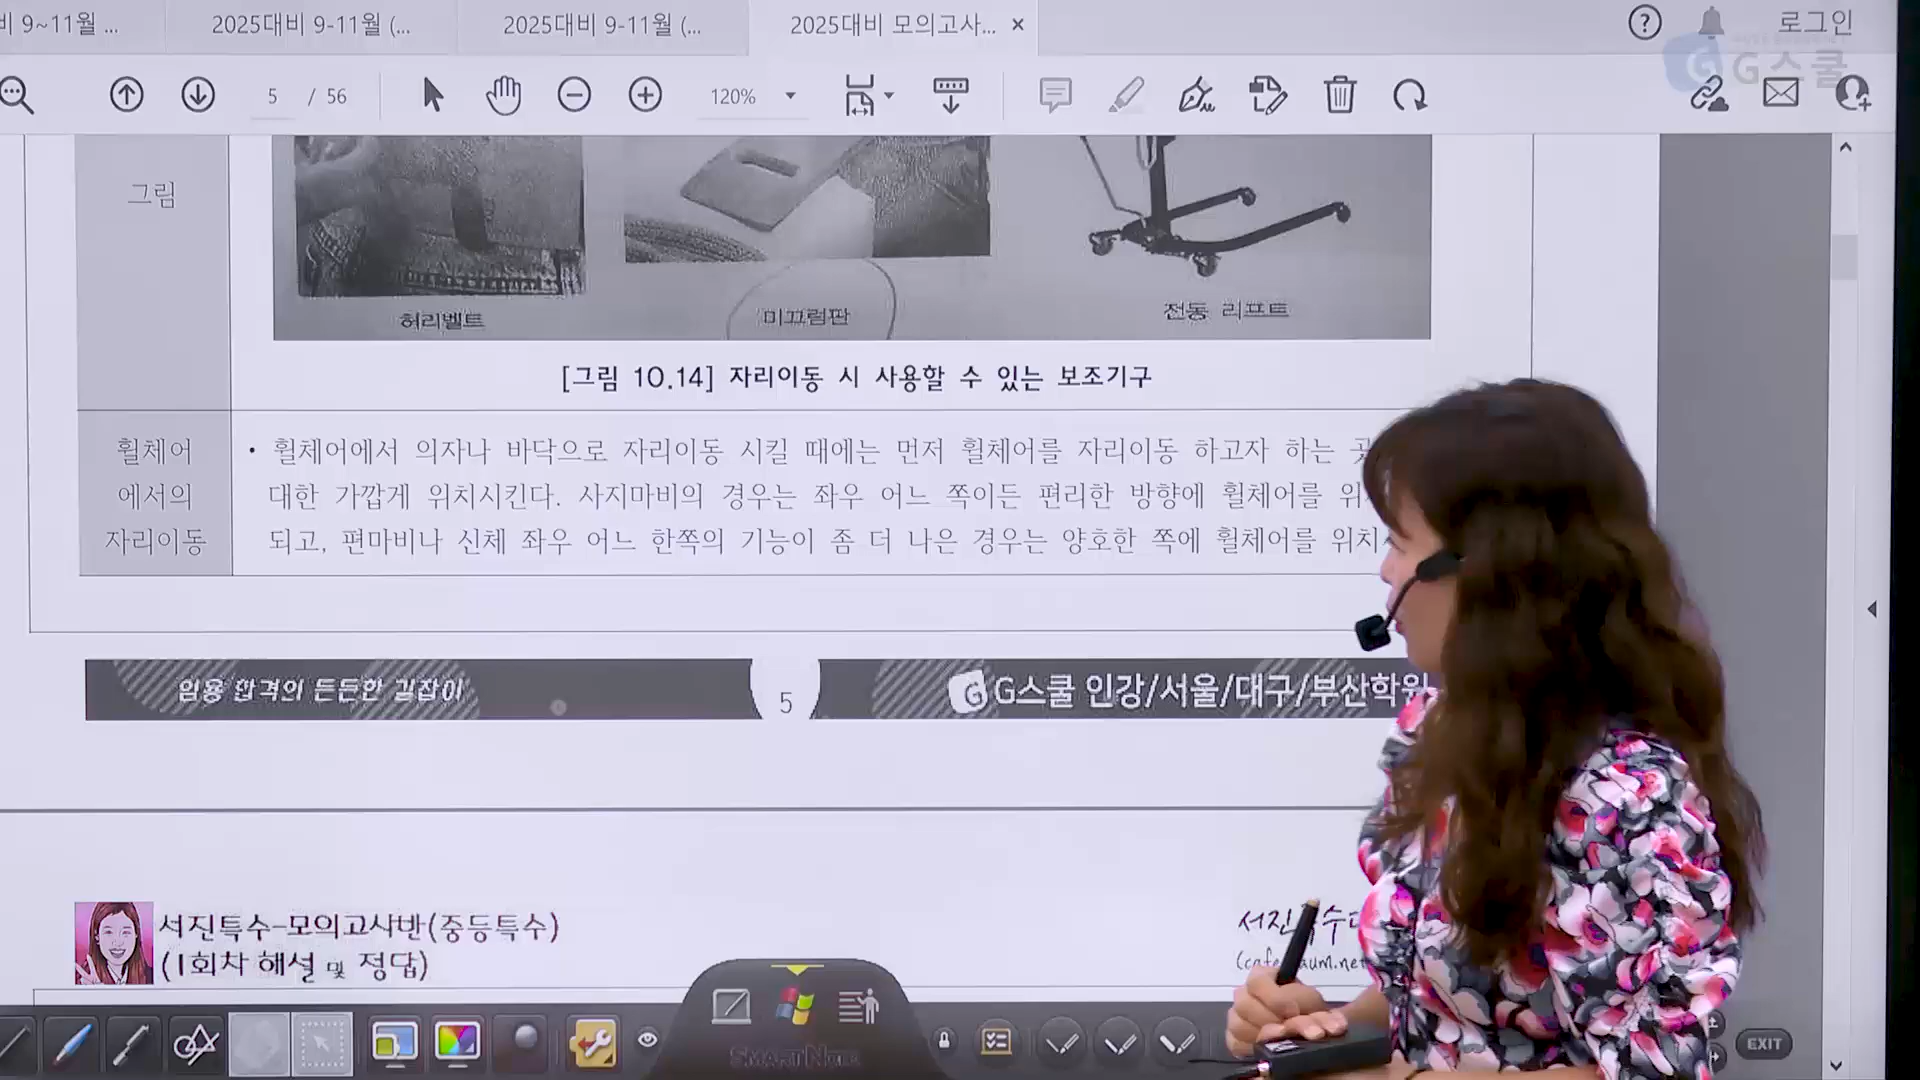 비 9~11월 ...
2025대비 9-11월 (...
2025대비 9-11월 (...
2025대비 모의고사...
로그인
G스쿨
5 / 56
120%
그림
허리벨트
미끄럼판
전동 리프트
[그림 10.14] 자리이동 시 사용할 수 있는 보조기구
휠체어
에서의
자리이동
• 휠체어에서 의자나 바닥으로 자리이동 시킬 때에는 먼저 휠체어를 자리이동 하고자 하는
대한 가깝게 위치시킨다. 사지마비의 경우는 좌우 어느 쪽이든 편리한 방향에 휠체어를 위
되고, 편마비나 신체 좌우 어느 한쪽의 기능이 좀 더 나은 경우는 양호한 쪽에 휠체어를 위치
임용 합격의 든든한 길잡이
5
G스쿨 인강/서울/대구/부산학원
서진특수-모의고사반(중등특수)
(1회차 해설 및 정답)
서진
SMART NOTE
EXIT